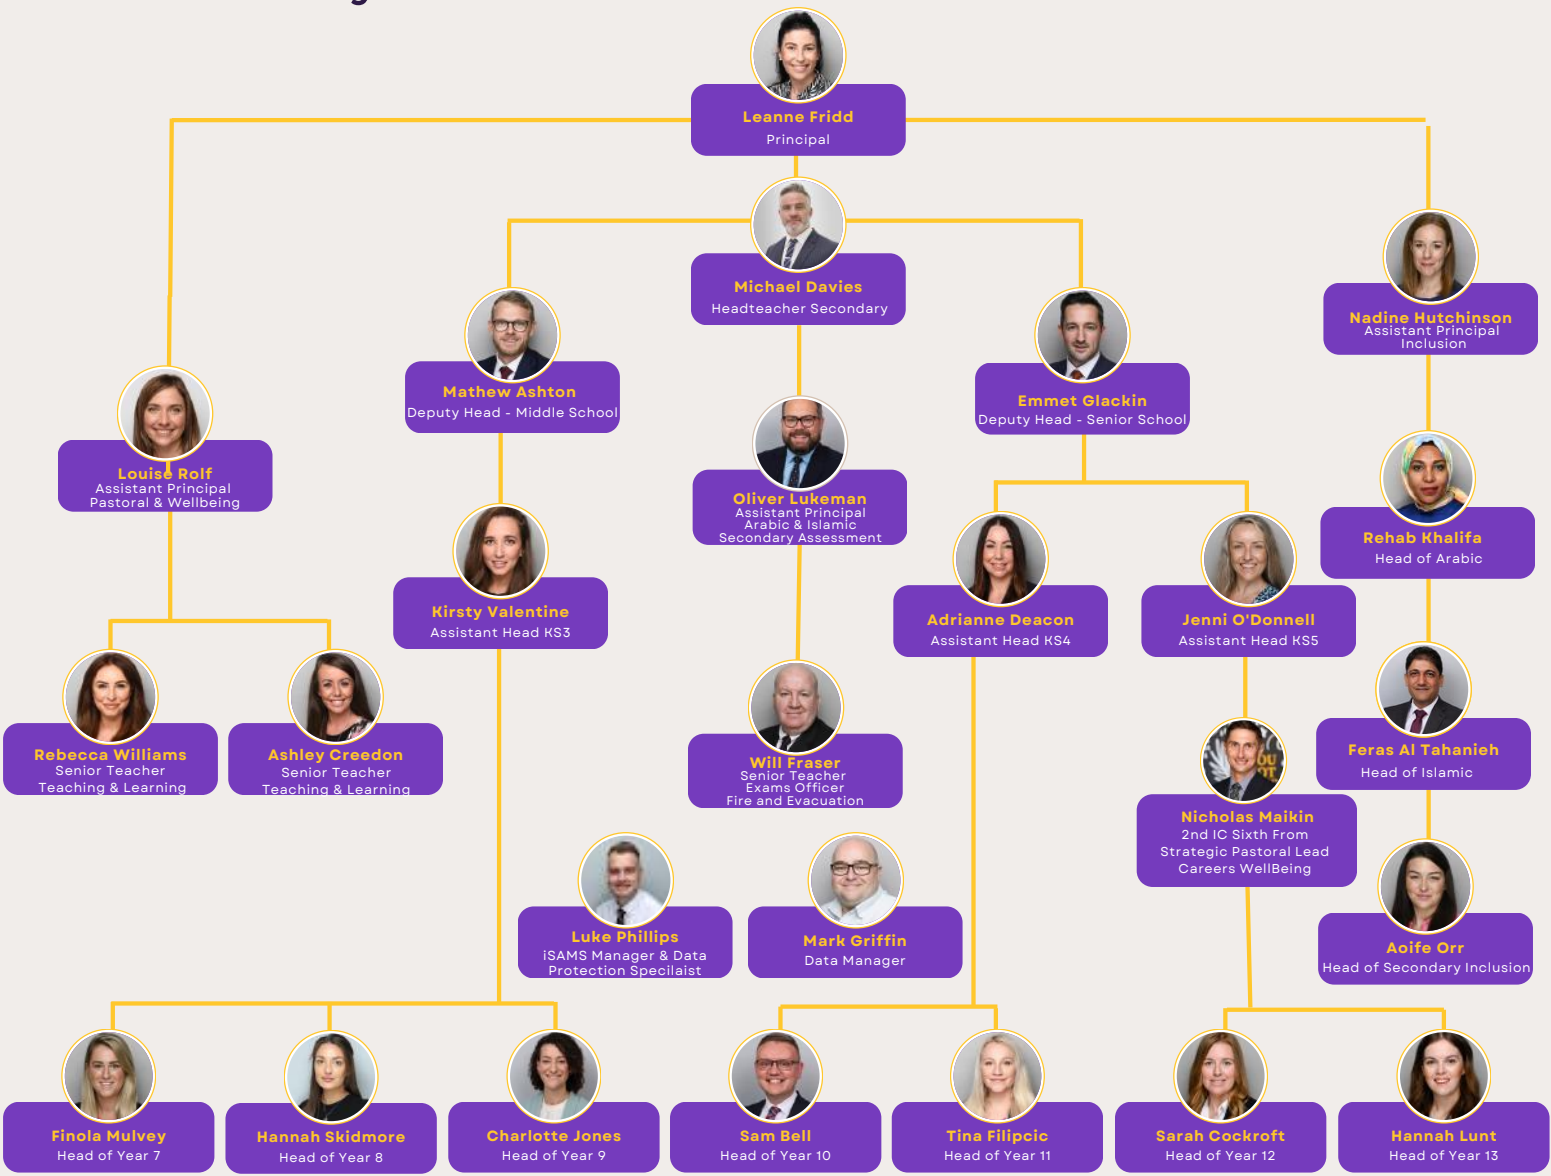 Leanne Fridd
Principal
Michael Davies
Headteacher Secondary
Nadine Hutchinson
Assistant Principal
Inclusion
Mathew Ashton
Deputy Head - Middle School
Emmet Glackin
Deputy Head - Senior School
Louise Rolf
Assistant Principal
Pastoral & Wellbeing
Oliver Lukeman
Assistant Principal
Arabic & Islamic
Secondary Assessment
Rehab Khalifa
Head of Arabic
Kirsty Valentine
Assistant Head KS3
Adrianne Deacon
Assistant Head KS4
Jenni O'Donnell
Assistant Head KS5
Rebecca Williams
Senior Teacher
Teaching & Learning
Ashley Creedon
Senior Teacher
Teaching & Learning
Will Fraser
Senior Teacher
Exams Officer
Fire and Evacuation
Feras Al Tahanieh
Head of Islamic
Nicholas Maikin
2nd IC Sixth From
Strategic Pastoral Lead
Careers WellBeing
Luke Phillips
iSAMS Manager & Data
Protection Specilaist
Mark Griffin
Data Manager
Aoife Orr
Head of Secondary Inclusion
Finola Mulvey
Head of Year 7
Hannah Skidmore
Head of Year 8
Charlotte Jones
Head of Year 9
Sam Bell
Head of Year 10
Tina Filipcic
Head of Year 11
Sarah Cockroft
Head of Year 12
Hannah Lunt
Head of Year 13